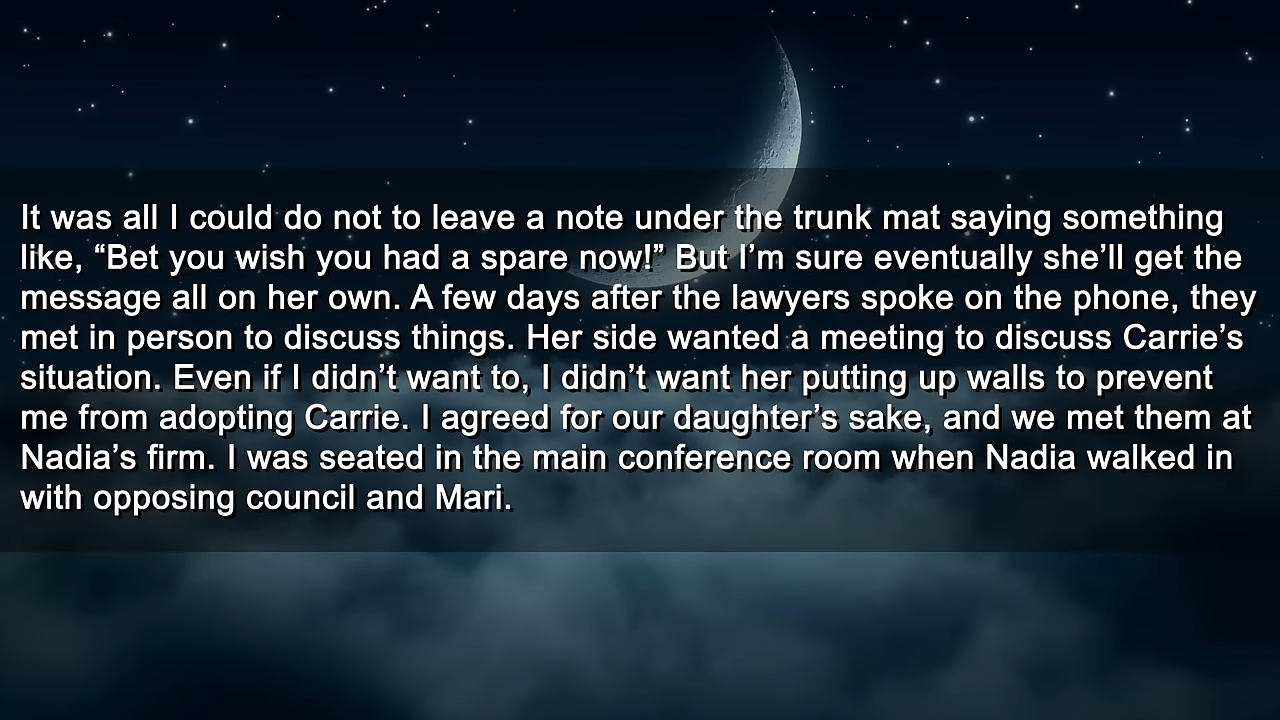 It was all I could do not to leave a note under the trunk mat saying something
like, “Bet you wish you had a spare now!” But I’m sure eventually she’ll get the
message all on her own. A few days after the lawyers spoke on the phone, they
met in person to discuss things. Her side wanted a meeting to discuss Carrie’s
situation. Even if I didn’t want to, I didn’t want her putting up walls to prevent
me from adopting Carrie. I agreed for our daughter’s sake, and we met them at
Nadia’s firm. I was seated in the main conference room when Nadia walked in
with opposing council and Mari.